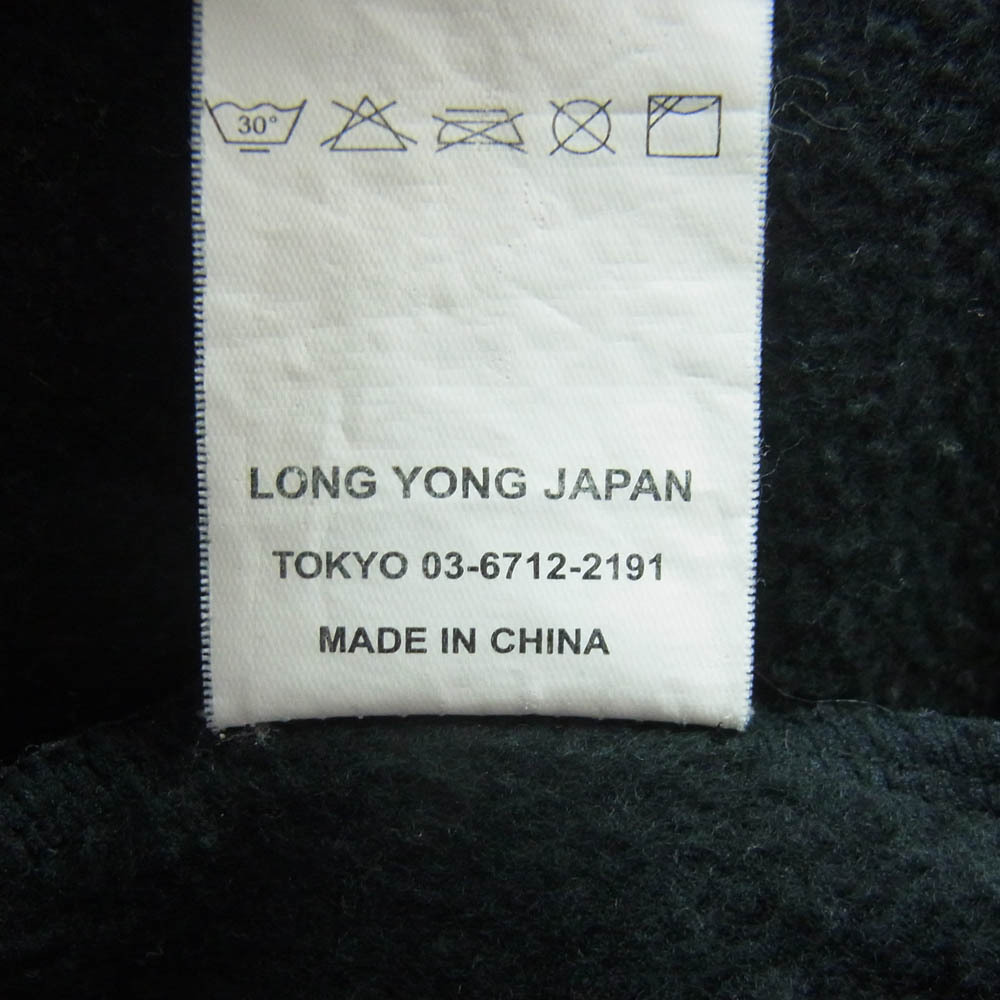 30°
LONG YONG JAPAN
TOKYO 03-6712-2191
MADE IN CHINA